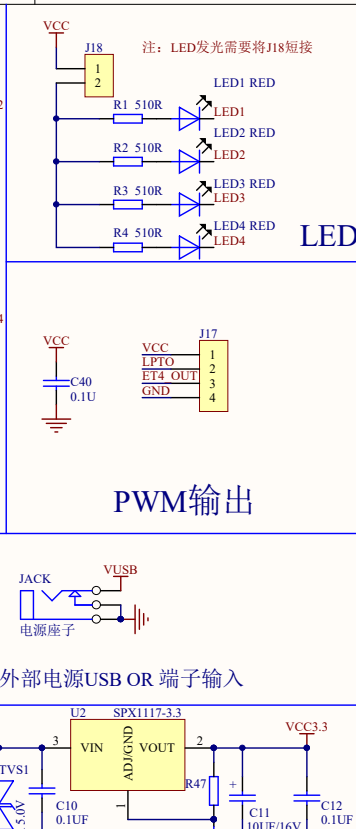 VCC
J18
注：LED发光需要将J18短接
1
2
LED1 RED
R1 510R
LED1
LED2 RED
R2 510R
LED2
LED3 RED
R3 510R
LED3
LED4 RED
R4 510R
LED4
LED
VCC
C40
0.1U
J17
VCC 1
LPTO 2
ET4_OUT 3
GND 4
PWM输出
JACK
VUSB
电源座子
外部电源USB OR 端子输入
U2 SPX1117-3.3
VCC3.3
3 VIN VOUT 2
ADJ/GND
1
TVS1
5.0V
C10
0.1UF
R47
+
C11
10UF/16V
C12
0.1UF